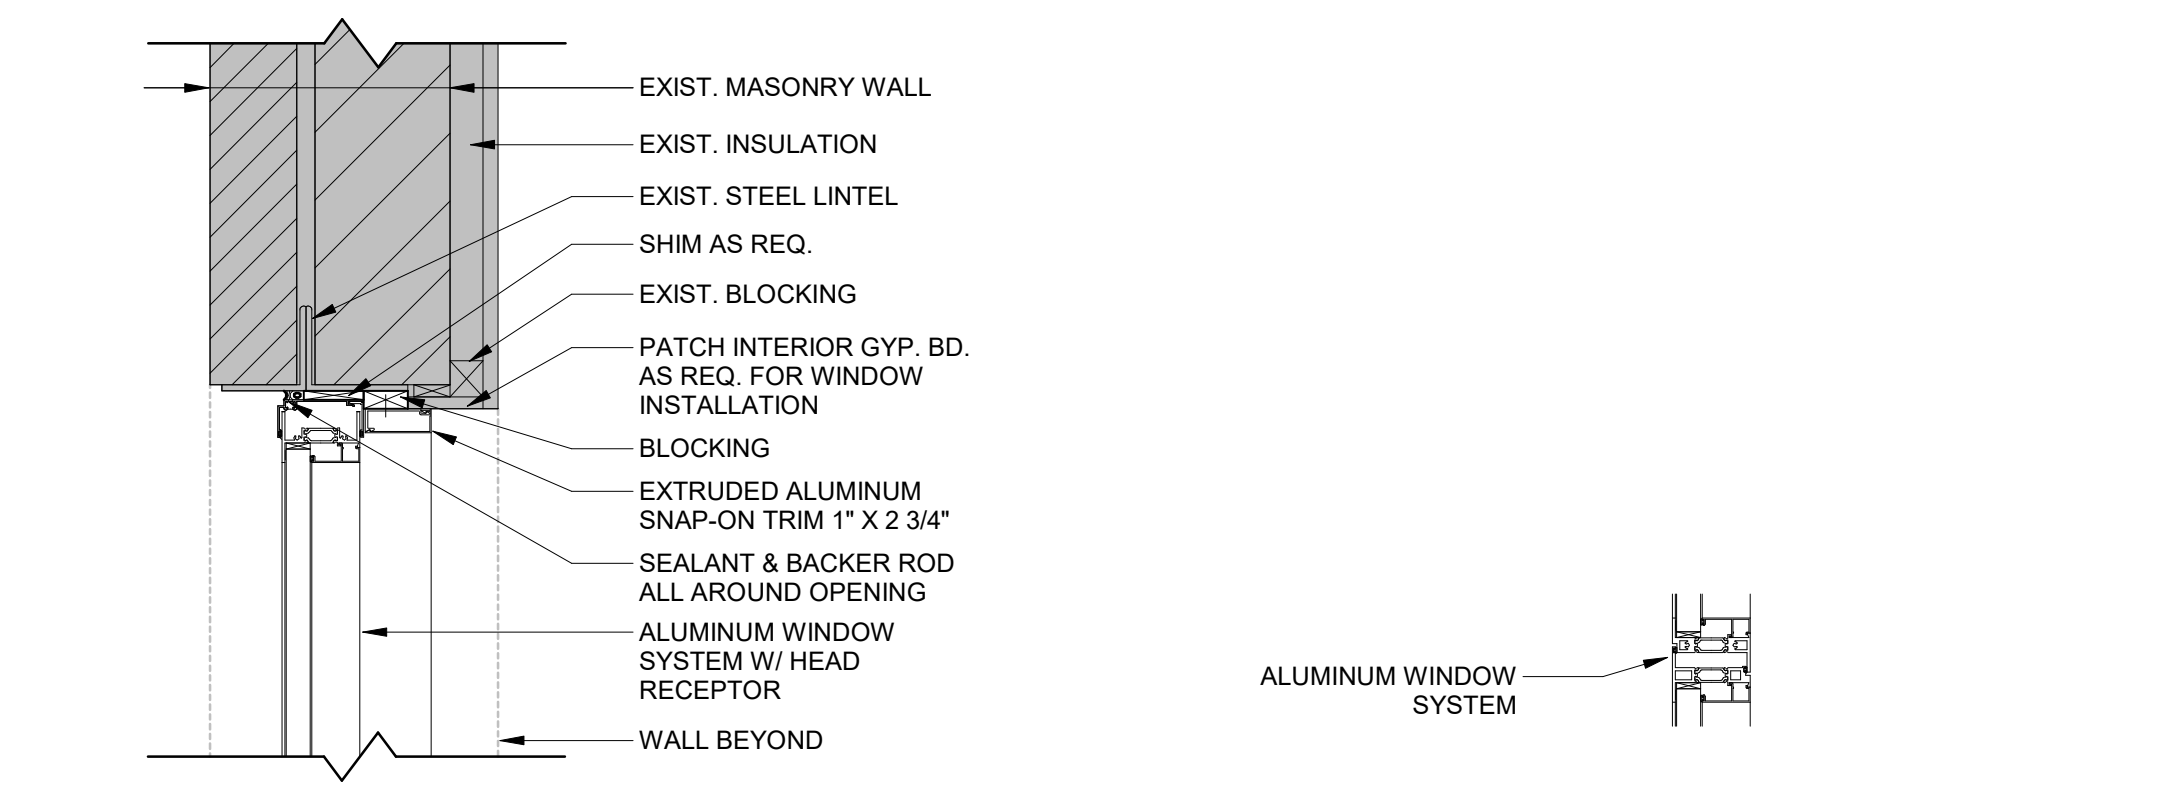 EXIST. MASONRY WALL
EXIST. INSULATION
EXIST. STEEL LINTEL
SHIM AS REQ.
EXIST. BLOCKING
PATCH INTERIOR GYP. BD.
AS REQ. FOR WINDOW
INSTALLATION
BLOCKING
EXTRUDED ALUMINUM
SNAP-ON TRIM 1" X 2 3/4"
SEALANT & BACKER ROD
ALL AROUND OPENING
ALUMINUM WINDOW
SYSTEM W/ HEAD
RECEPTOR
WALL BEYOND
ALUMINUM WINDOW
SYSTEM